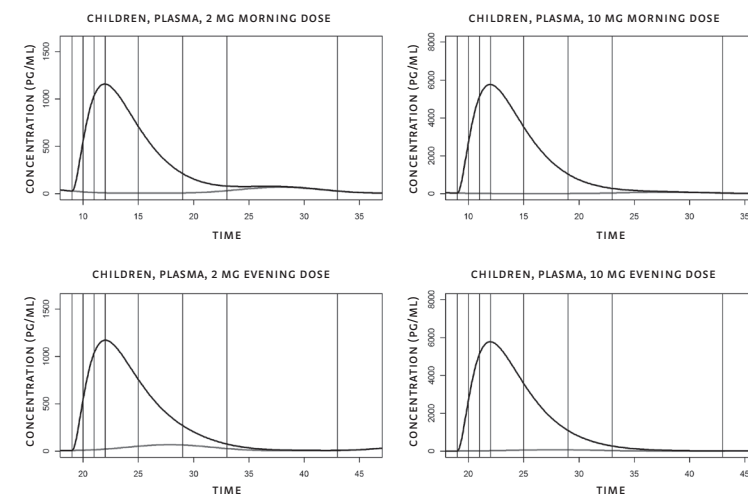 CHILDREN, PLASMA, 2 MG MORNING DOSE
CONCENTRATION (PG/ML)
1500
1000
500
0
10 15 20 25 30 35
TIME
CHILDREN, PLASMA, 10 MG MORNING DOSE
CONCENTRATION (PG/ML)
8000
6000
4000
2000
0
10 15 20 25 30 35
TIME
CHILDREN, PLASMA, 2 MG EVENING DOSE
CONCENTRATION (PG/ML)
1500
1000
500
0
20 25 30 35 40 45
TIME
CHILDREN, PLASMA, 10 MG EVENING DOSE
CONCENTRATION (PG/ML)
8000
6000
4000
2000
0
20 25 30 35 40 45
TIME